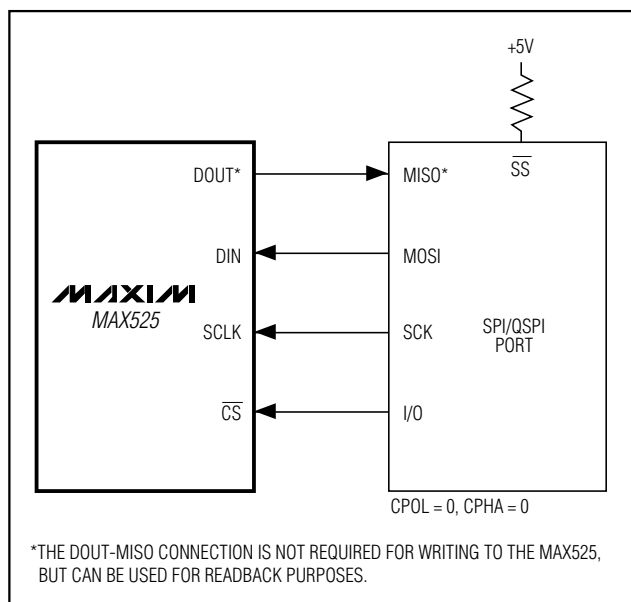 +5V
SS
DOUT* MISO*
DIN MOSI
MAXIM
MAX525
SCLK SCK SPI/QSPI
PORT
CS I/O
CPOL = 0, CPHA = 0
*THE DOUT-MISO CONNECTION IS NOT REQUIRED FOR WRITING TO THE MAX525,
BUT CAN BE USED FOR READBACK PURPOSES.